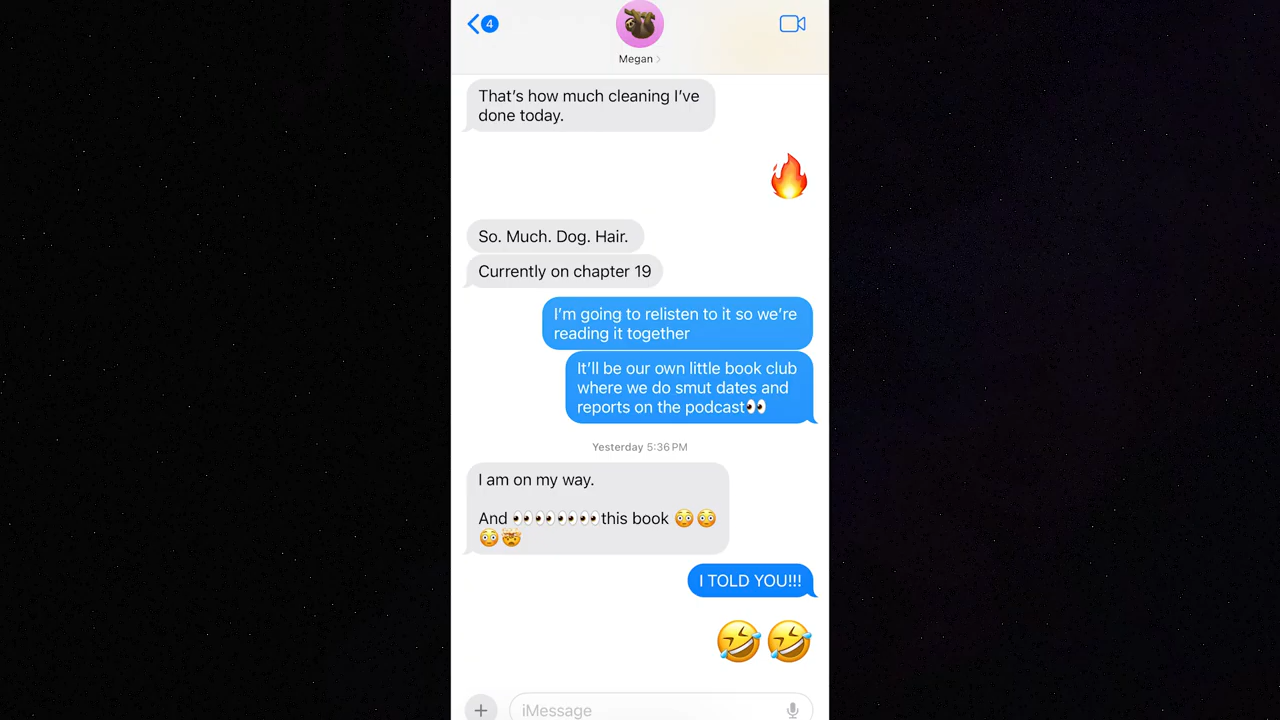 4
Megan
That’s how much cleaning I’ve
done today.
🔥
So. Much. Dog. Hair.
Currently on chapter 19
I’m going to relisten to it so we’re
reading it together
It’ll be our own little book club
where we do smut dates and
reports on the podcast👀
Yesterday 5:36 PM
I am on my way.
And 👀👀👀👀this book 😳😳
😳🤯
I TOLD YOU!!!
🤣🤣
iMessage